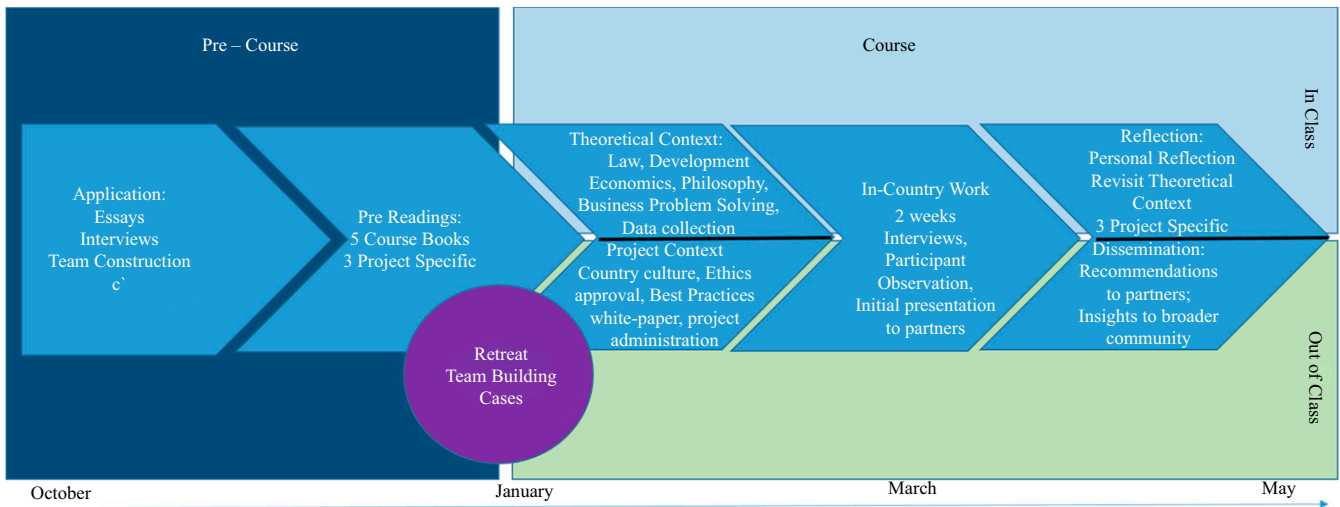 Pre – Course
Course
In Class
Out of Class
Application:
Essays
Interviews
Team Construction
c`
Pre Readings:
5 Course Books
3 Project Specific
Retreat
Team Building
Cases
Theoretical Context:
Law, Development
Economics, Philosophy,
Business Problem Solving,
Data collection
Project Context
Country culture, Ethics
approval, Best Practices
white-paper, project
administration
In-Country Work
2 weeks
Interviews,
Participant
Observation,
Initial presentation
to partners
Reflection:
Personal Reflection
Revisit Theoretical
Context
3 Project Specific
Dissemination:
Recommendations
to partners;
Insights to broader
community
October
January
March
May